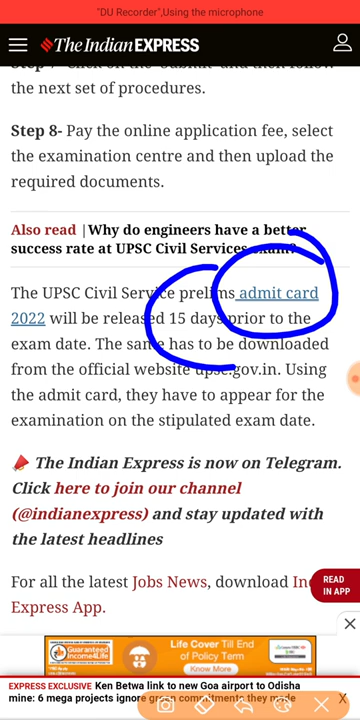 "DU Recorder",Using the microphone
The Indian EXPRESS
the next set of procedures.
Step 8- Pay the online application fee, select
the examination centre and then upload the
required documents.
Also read |Why do engineers have a better
success rate at UPSC Civil Services exam?
The UPSC Civil Service prelims admit card
2022 will be released 15 days prior to the
exam date. The same has to be downloaded
from the official website upsc.gov.in. Using
the admit card, they have to appear for the
examination on the stipulated exam date.
The Indian Express is now on Telegram.
Click here to join our channel
(@indianexpress) and stay updated with
the latest headlines
For all the latest Jobs News, download
Express App.
READ
IN APP
Guaranteed
Income4Life
Life Cover Till End
of Policy Term
Know More
EXPRESS EXCLUSIVE Ken Betwa link to new Goa airport to Odisha
mine: 6 mega projects ignore green commitments they made
X